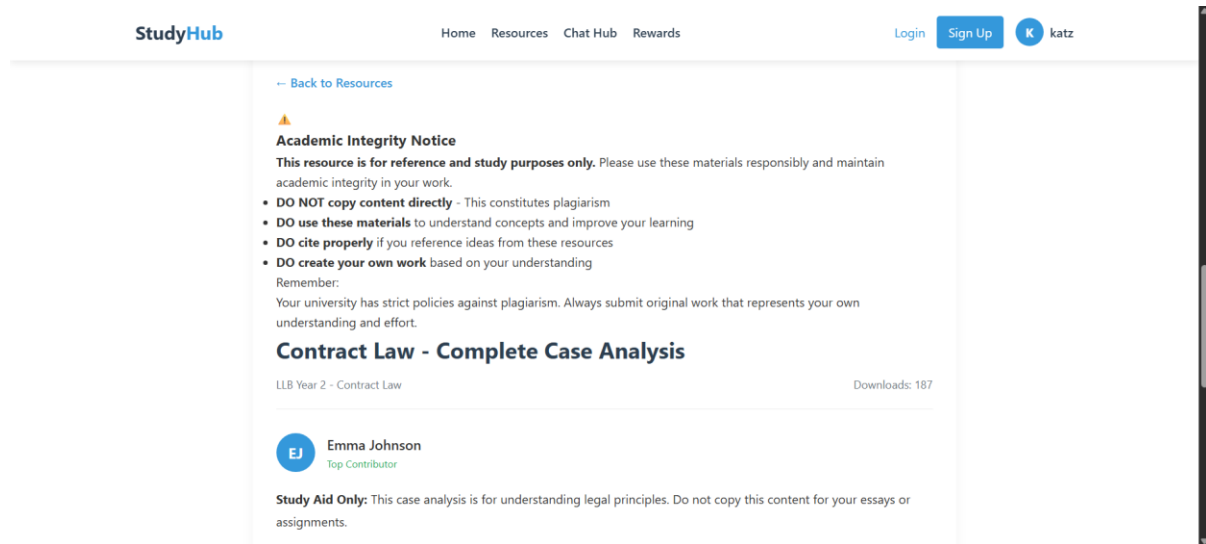 StudyHub
Home Resources Chat Hub Rewards
Login Sign Up K katz
← Back to Resources
⚠
Academic Integrity Notice
This resource is for reference and study purposes only. Please use these materials responsibly and maintain
academic integrity in your work.
• DO NOT copy content directly - This constitutes plagiarism
• DO use these materials to understand concepts and improve your learning
• DO cite properly if you reference ideas from these resources
• DO create your own work based on your understanding
Remember:
Your university has strict policies against plagiarism. Always submit original work that represents your own
understanding and effort.
Contract Law - Complete Case Analysis
LLB Year 2 - Contract Law
Downloads: 187
EJ
Emma Johnson
Top Contributor
Study Aid Only: This case analysis is for understanding legal principles. Do not copy this content for your essays or
assignments.